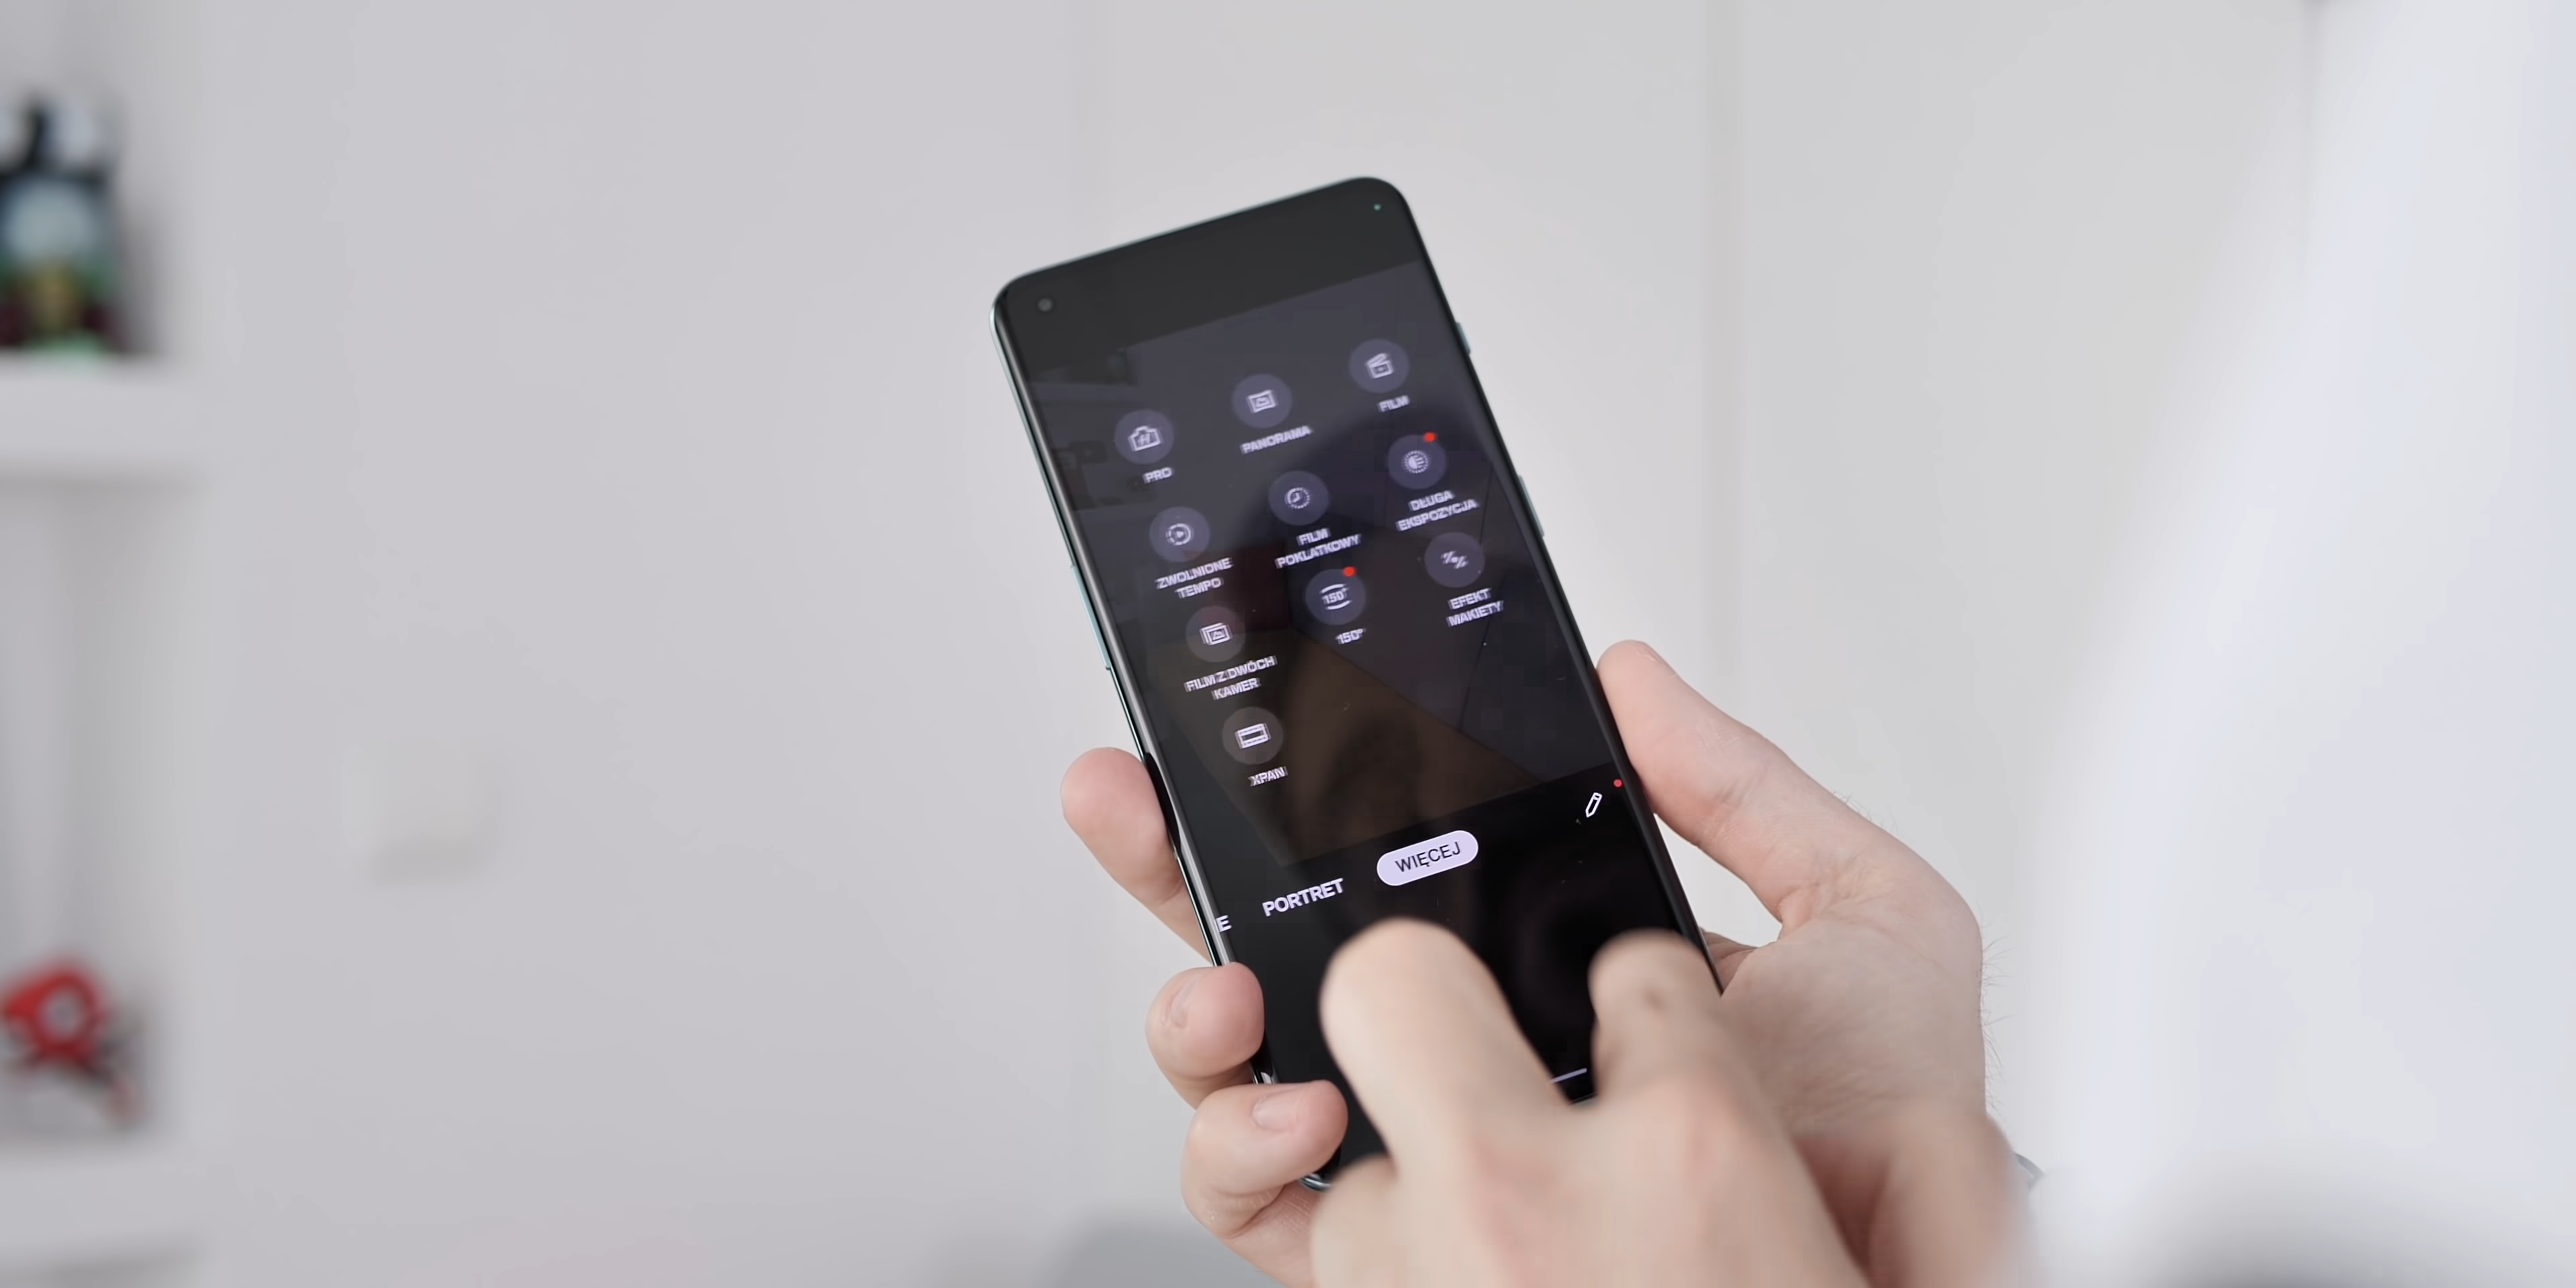 PRO
PANORAMA
FILM
ZWOLNIONE
TEMPO
FILM
POKLATKOWY
DŁUGA
EKSPOZYCJA
FILM Z DWÓCH
KAMER
150°
150°
EFEKT
MAKIETY
XPAN
E
PORTRET
WIĘCEJ